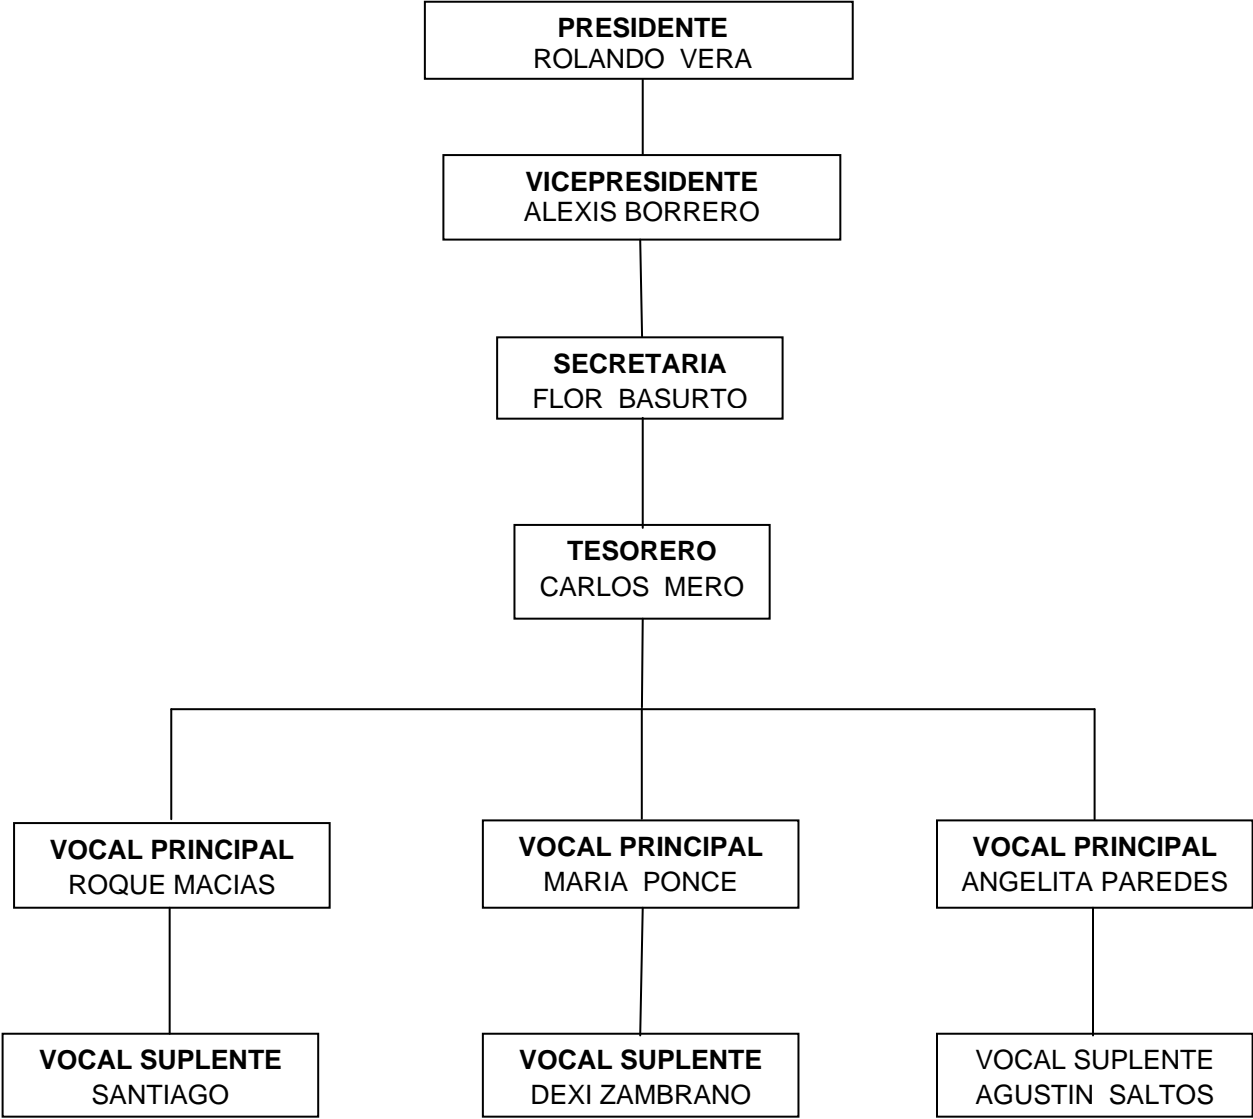 PRESIDENTE
ROLANDO VERA
VICEPRESIDENTE
ALEXIS BORRERO
SECRETARIA
FLOR BASURTO
TESORERO
CARLOS MERO
VOCAL PRINCIPAL
ROQUE MACIAS
VOCAL PRINCIPAL
MARIA PONCE
VOCAL PRINCIPAL
ANGELITA PAREDES
VOCAL SUPLENTE
SANTIAGO
VOCAL SUPLENTE
DEXI ZAMBRANO
VOCAL SUPLENTE
AGUSTIN SALTOS